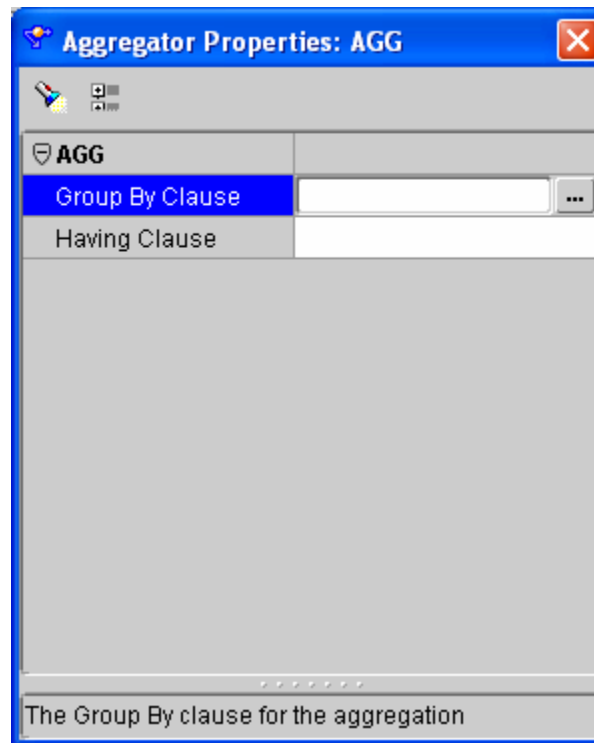 Aggregator Properties: AGG
AGG
Group By Clause ...
Having Clause
The Group By clause for the aggregation